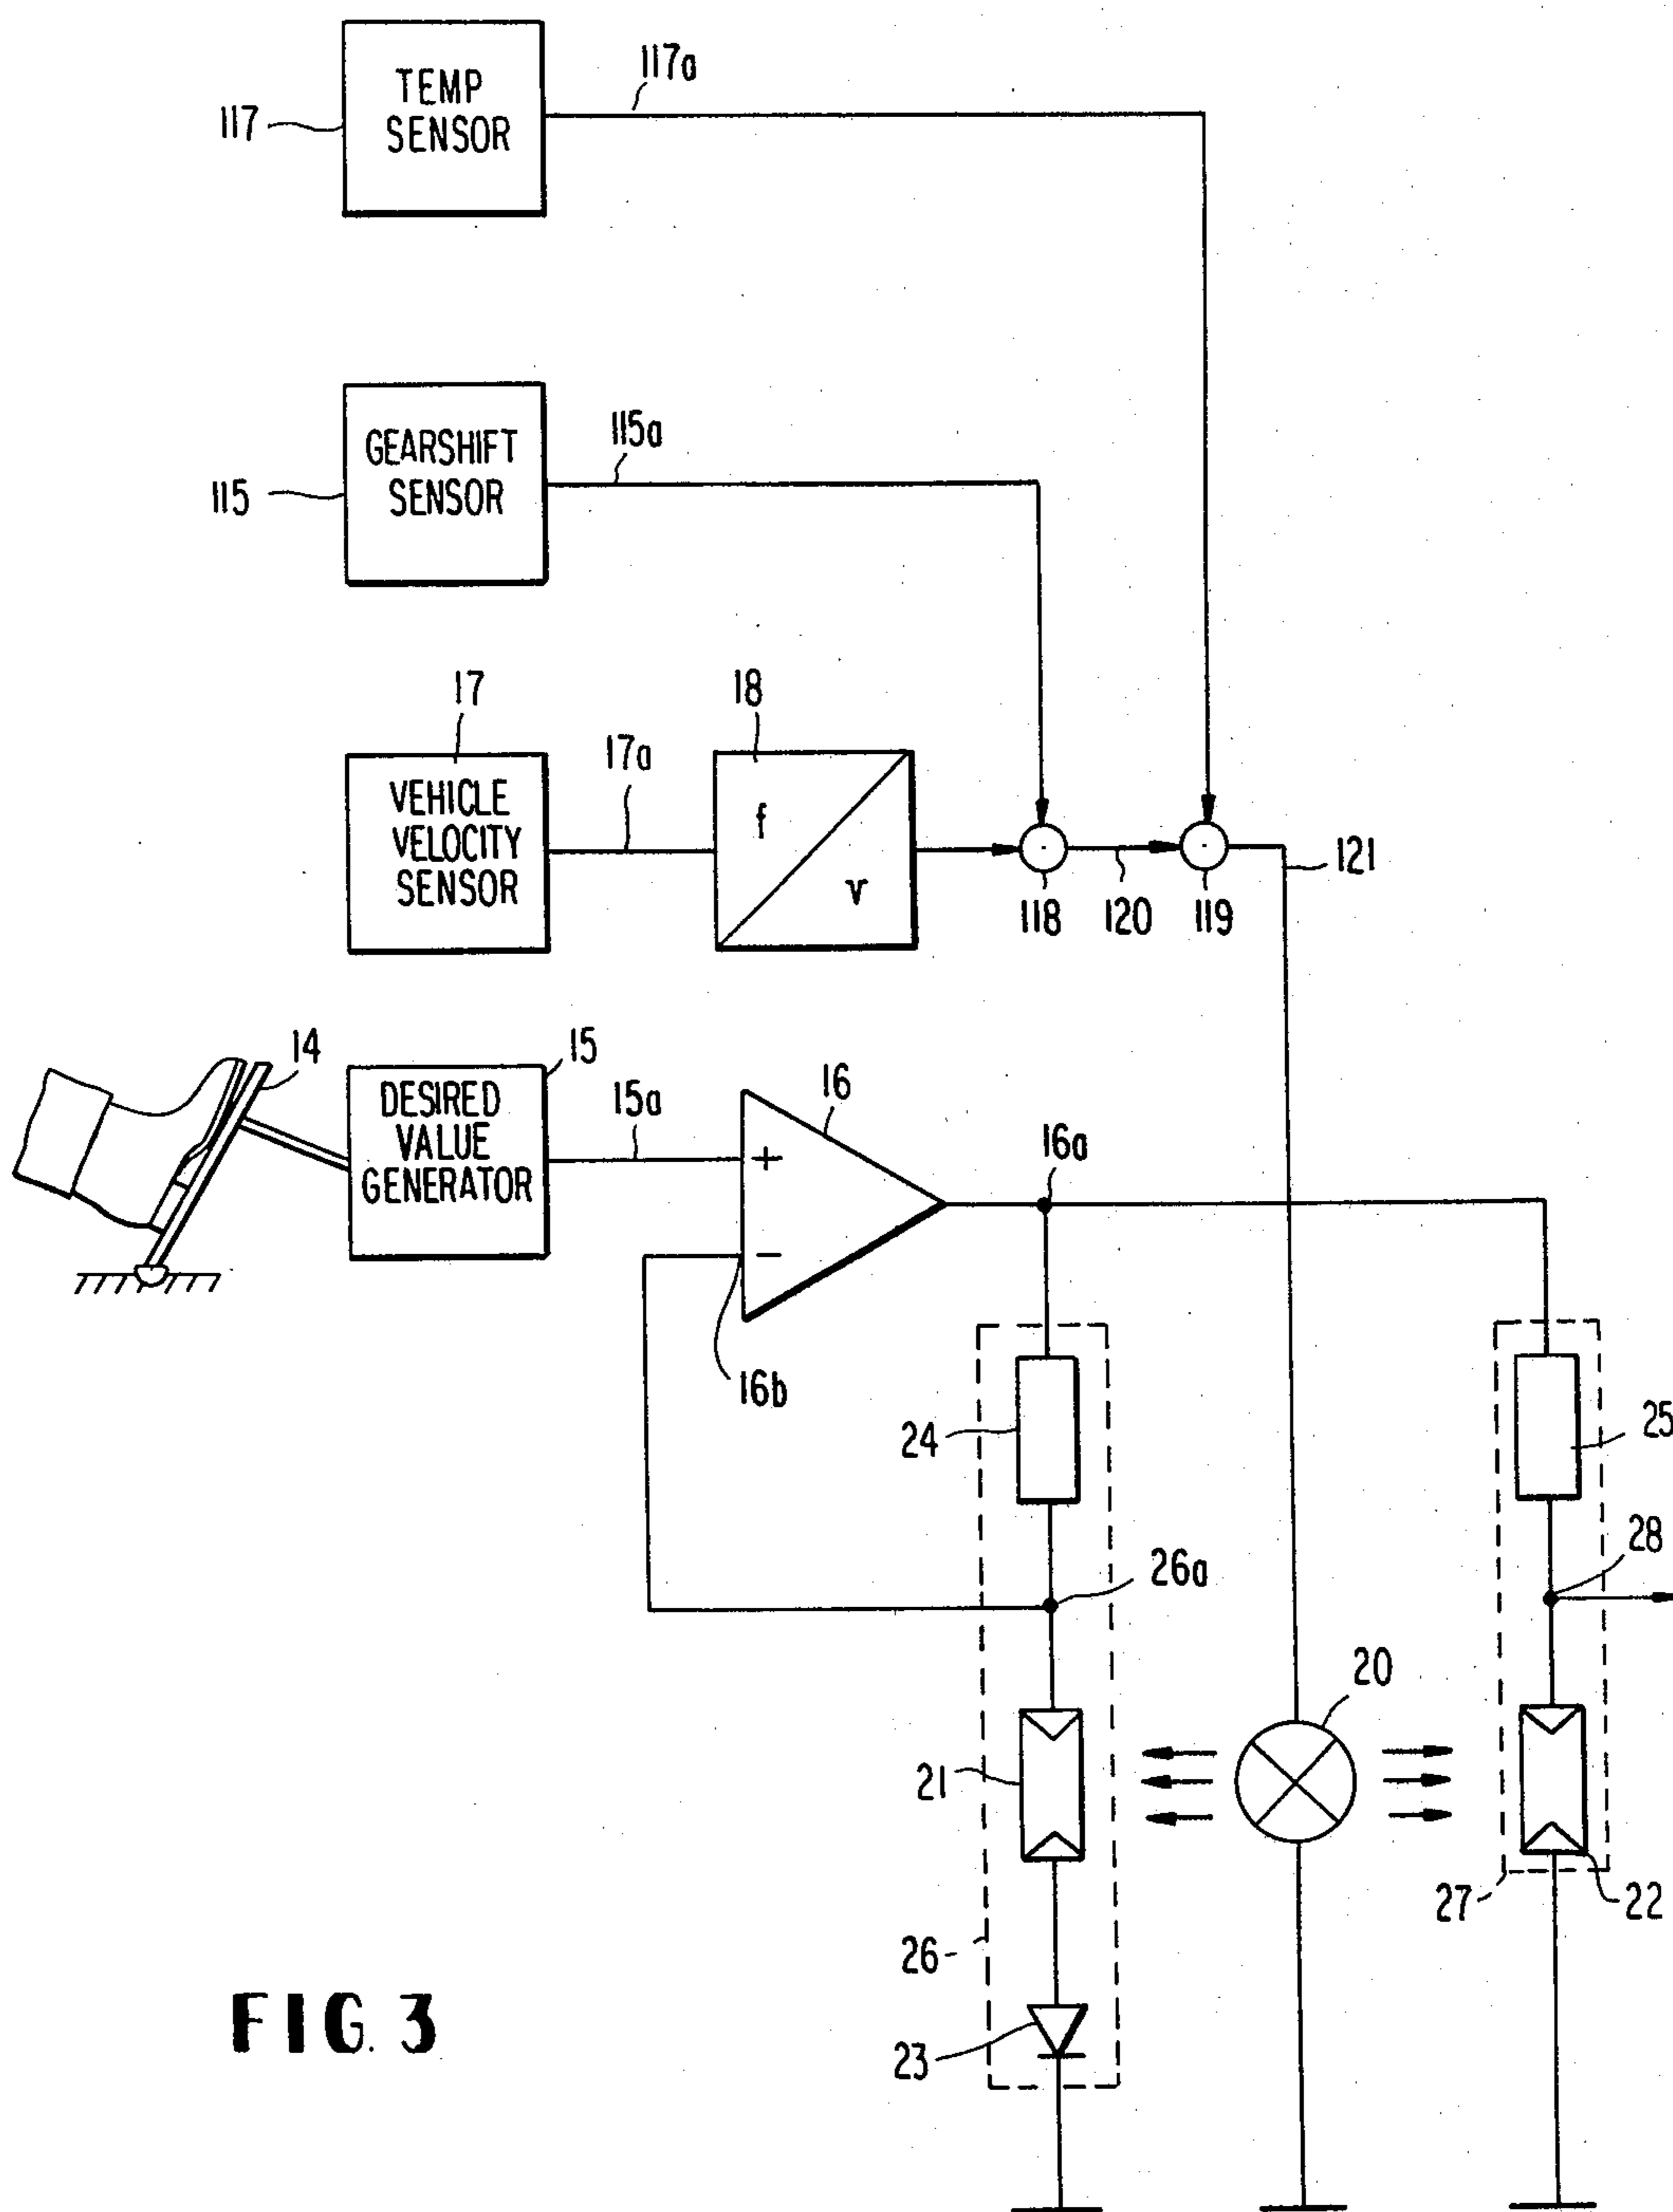 117a
TEMP
SENSOR
117
115a
GEARSHIFT
SENSOR
115
17
18
17a
VEHICLE
VELOCITY
SENSOR
f
v
121
118
120
119
14
15
DESIRED
VALUE
GENERATOR
15a
16
+
−
16a
16b
24
25
26a
28
20
21
27
22
26
23
FIG. 3